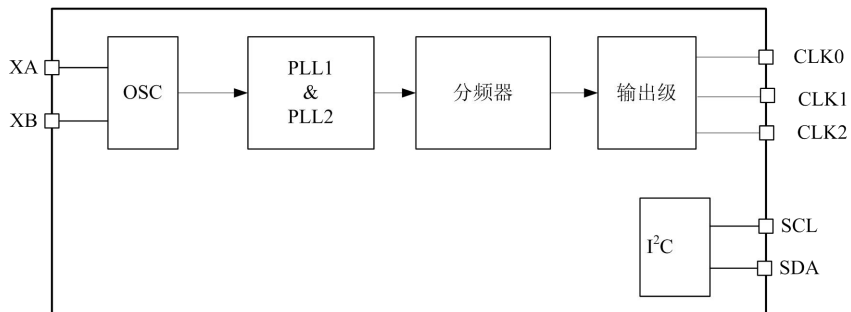 XA
XB
OSC
PLL1
&
PLL2
分频器
输出级
CLK0
CLK1
CLK2
I²C
SCL
SDA